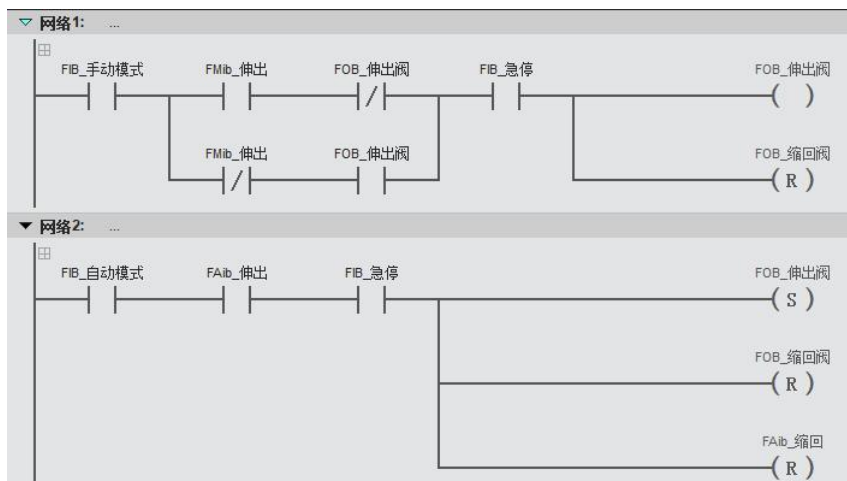 网络1: ...
FIB_手动模式 FMib_伸出 FOB_伸出阀 FIB_急停 FOB_伸出阀
FMib_伸出 FOB_伸出阀 FOB_缩回阀
R
网络2: ...
FIB_自动模式 FAib_伸出 FIB_急停 FOB_伸出阀
S
FOB_缩回阀
R
FAib_缩回
R